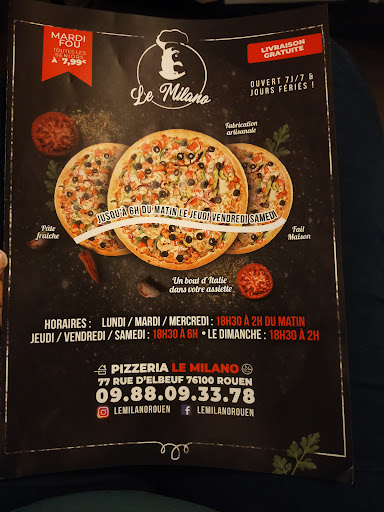 MARDI
FOU
TOUTES LES
SENIORS
À 7,99€
Le Milano
LIVRAISON
GRATUITE
OUVERT 7J/7 &
JOURS FÉRIÉS !
Fabrication
artisanale
JUSQU'À 6H DU MATIN LE JEUDI VENDREDI SAMEDI
Pâte
fraîche
Fait
Maison
Un bout d'Italie
dans votre assiette
HORAIRES : LUNDI / MARDI / MERCREDI : 18H30 À 2H DU MATIN
JEUDI / VENDREDI / SAMEDI : 18H30 À 6H • LE DIMANCHE : 18H30 À 2H
PIZZERIA LE MILANO
77 RUE D'ELBEUF 76100 ROUEN
09.88.09.33.78
LEMILANOROUEN LEMILANOROUEN